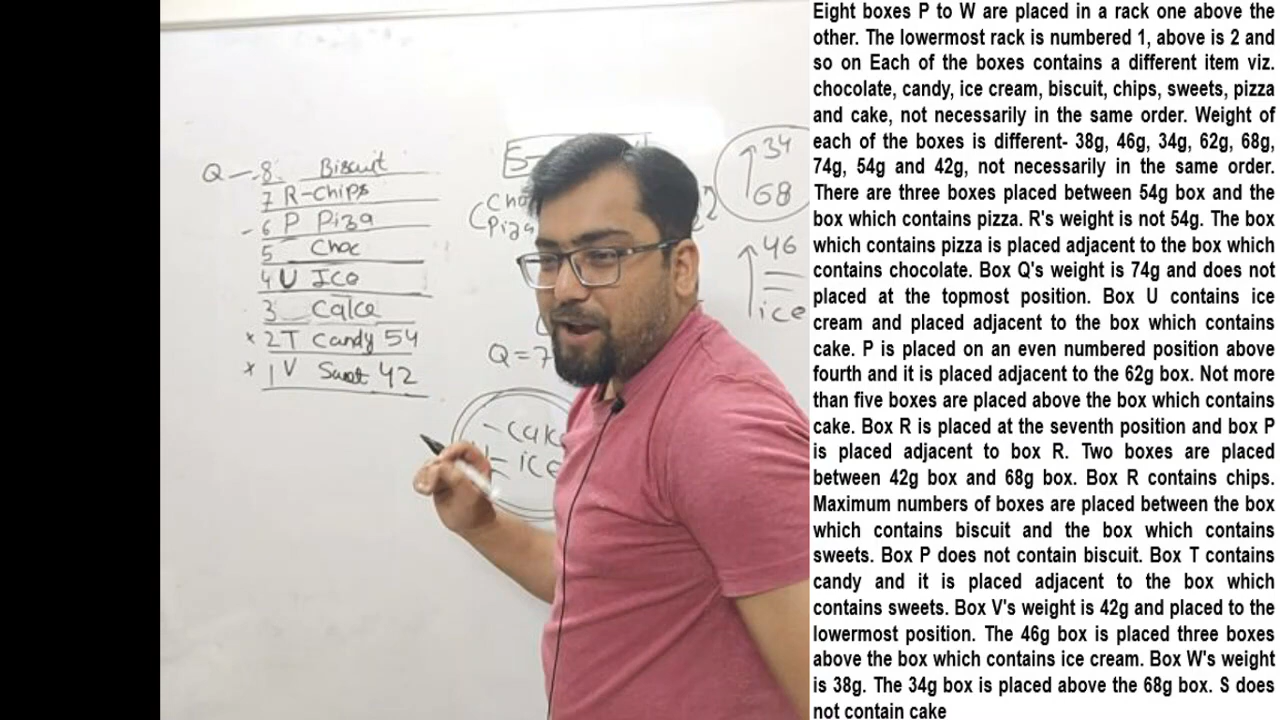 Q - 8. Biscuit
7 R-Chips
- 6 P Piza
5 Choc
4 U Ice
3 Cake
× 2 T Candy 54
× 1 V Sweet 42
34
68
46
ice
- cak
ice
Eight boxes P to W are placed in a rack one above the
other. The lowermost rack is numbered 1, above is 2 and
so on Each of the boxes contains a different item viz.
chocolate, candy, ice cream, biscuit, chips, sweets, pizza
and cake, not necessarily in the same order. Weight of
each of the boxes is different- 38g, 46g, 34g, 62g, 68g,
74g, 54g and 42g, not necessarily in the same order.
There are three boxes placed between 54g box and the
box which contains pizza. R's weight is not 54g. The box
which contains pizza is placed adjacent to the box which
contains chocolate. Box Q's weight is 74g and does not
placed at the topmost position. Box U contains ice
cream and placed adjacent to the box which contains
cake. P is placed on an even numbered position above
fourth and it is placed adjacent to the 62g box. Not more
than five boxes are placed above the box which contains
cake. Box R is placed at the seventh position and box P
is placed adjacent to box R. Two boxes are placed
between 42g box and 68g box. Box R contains chips.
Maximum numbers of boxes are placed between the box
which contains biscuit and the box which contains
sweets. Box P does not contain biscuit. Box T contains
candy and it is placed adjacent to the box which
contains sweets. Box V's weight is 42g and placed to the
lowermost position. The 46g box is placed three boxes
above the box which contains ice cream. Box W's weight
is 38g. The 34g box is placed above the 68g box. S does
not contain cake